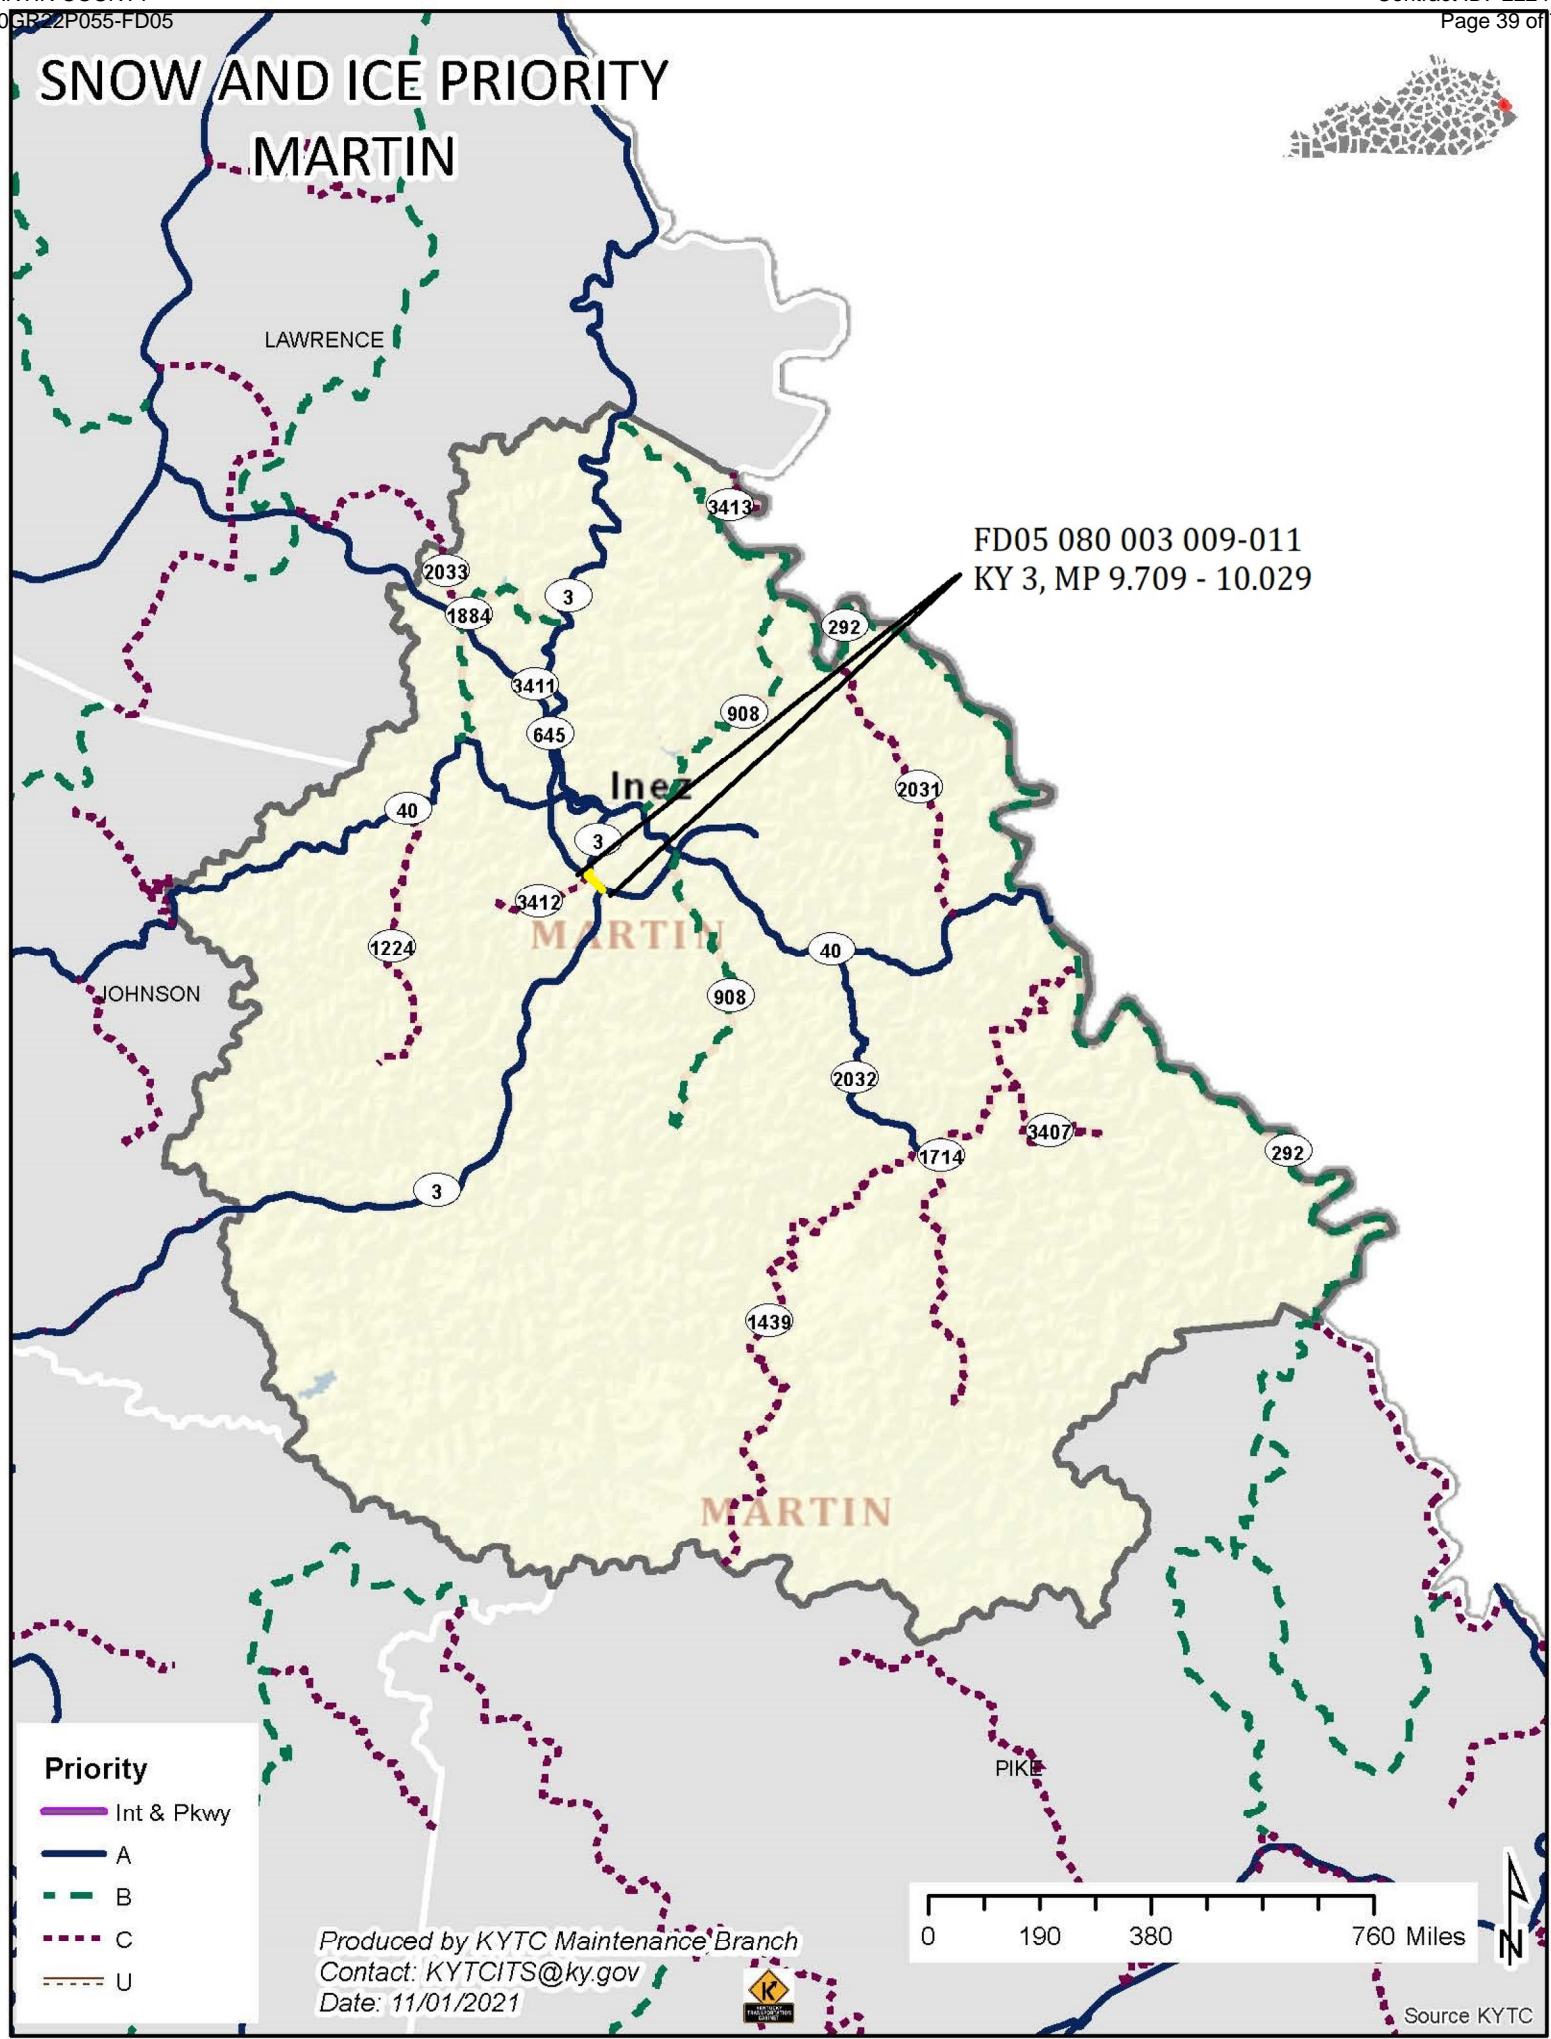 0GR22P055-FD05
Page 39 of
SNOW AND ICE PRIORITY
MARTIN
LAWRENCE
3413
FD05 080 003 009-011
KY 3, MP 9.709 - 10.029
2033
3
1884
292
3411
908
645
Inez
2031
40
3
3412
MARTIN
1224
40
JOHNSON
908
2032
3407
1714
292
3
1439
MARTIN
PIKE
Priority
Int & Pkwy
A
B
C
U
Produced by KYTC Maintenance Branch
Contact: KYTCITS@ky.gov
Date: 11/01/2021
K
KENTUCKY
TRANSPORTATION
CABINET
0 190 380 760 Miles
N
Source KYTC